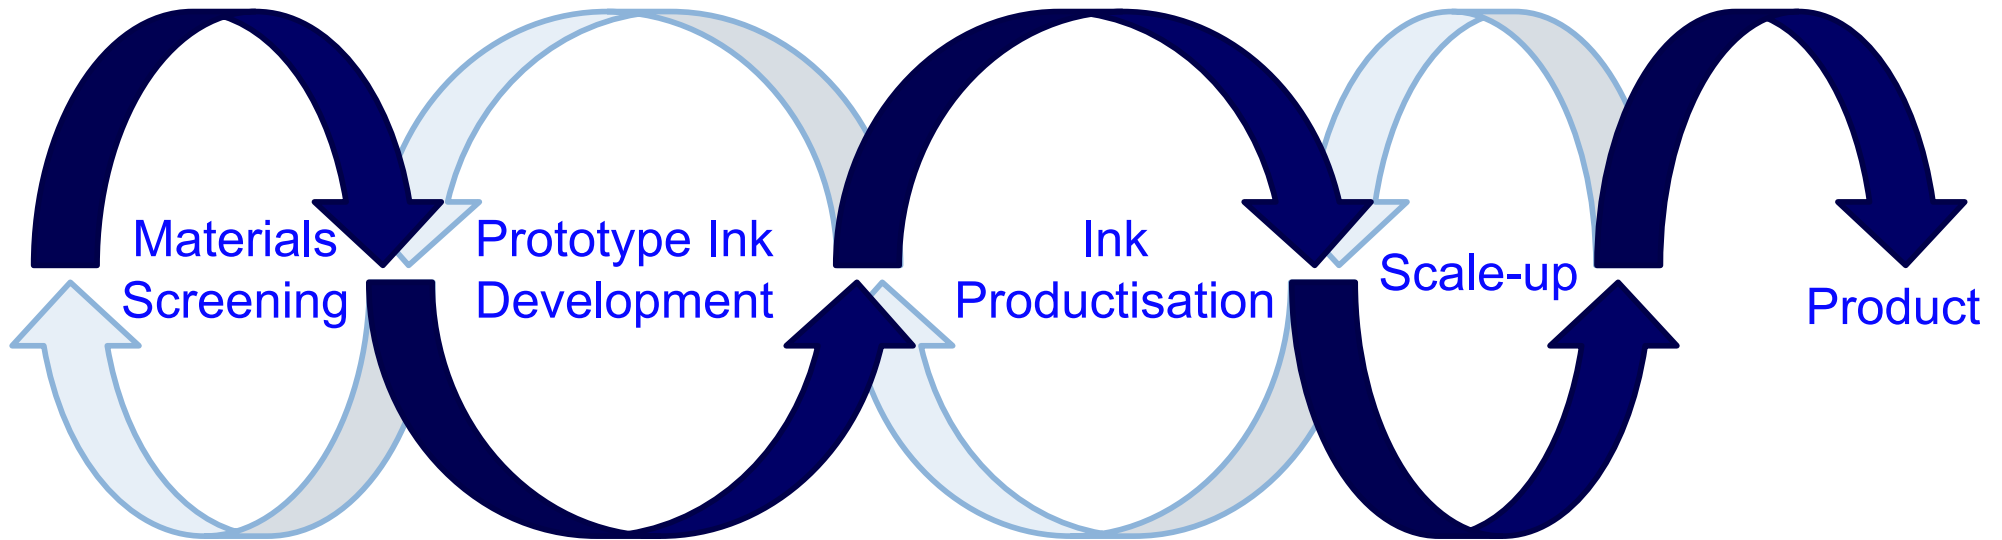 Materials
Screening
Prototype Ink
Development
Ink
Productisation
Scale-up
Product